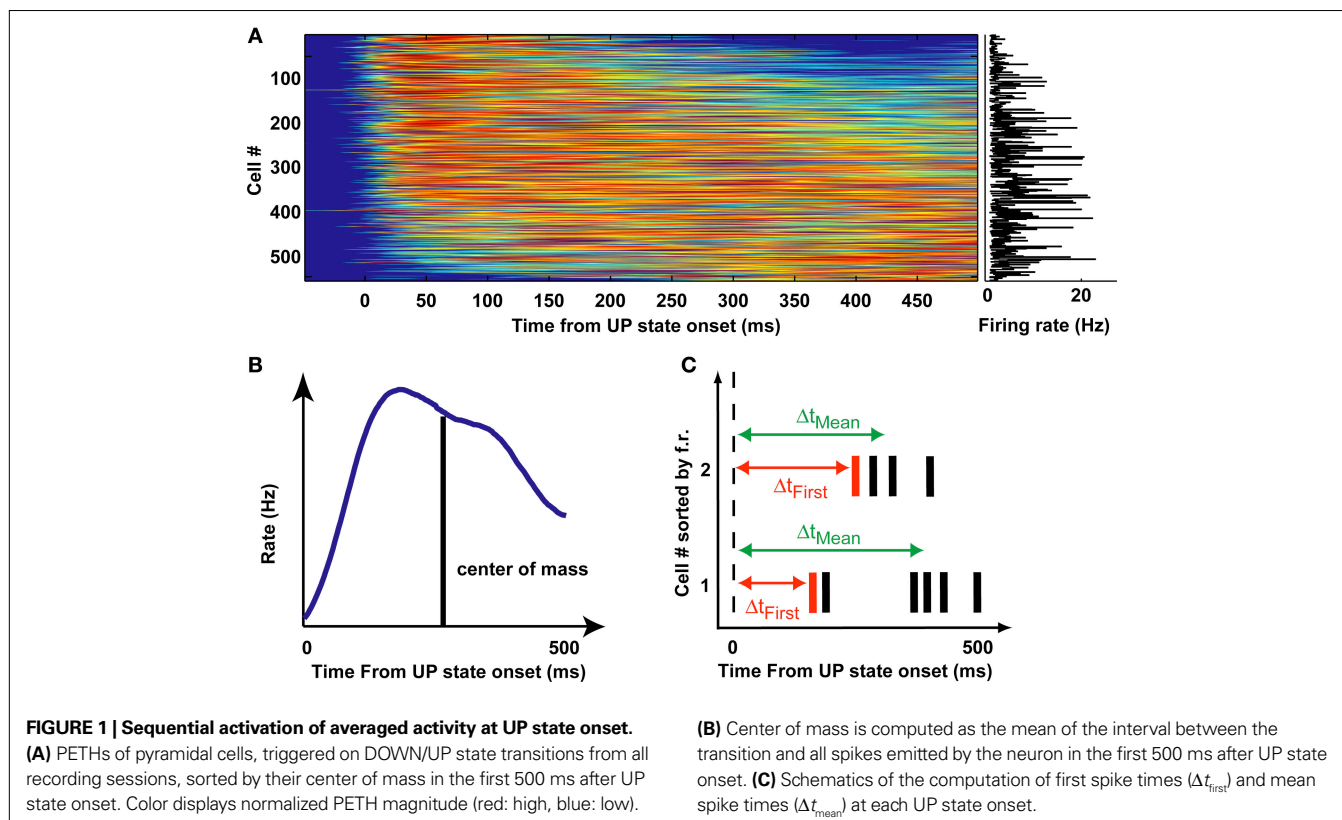 A
Cell #
100
200
300
400
500
0 50 100 150 200 250 300 350 400 450
Time from UP state onset (ms)
0 20
Firing rate (Hz)
B
Rate (Hz)
center of mass
0 500
Time From UP state onset (ms)
C
Cell # sorted by f.r.
ΔtMean
2
ΔtFirst
ΔtMean
1
ΔtFirst
0 500
Time From UP state onset (ms)
FIGURE 1 | Sequential activation of averaged activity at UP state onset.
(A) PETHs of pyramidal cells, triggered on DOWN/UP state transitions from all
recording sessions, sorted by their center of mass in the first 500 ms after UP
state onset. Color displays normalized PETH magnitude (red: high, blue: low).
(B) Center of mass is computed as the mean of the interval between the
transition and all spikes emitted by the neuron in the first 500 ms after UP state
onset. (C) Schematics of the computation of first spike times (Δtfirst) and mean
spike times (Δtmean) at each UP state onset.